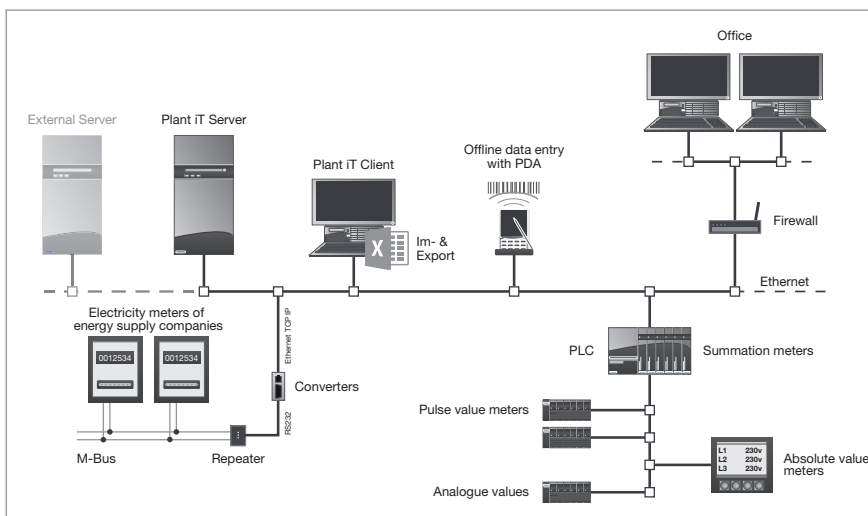 Office
External Server
Plant iT Server
Plant iT Client
Offline data entry
with PDA
X
Im- &
Export
Firewall
Ethernet
Electricity meters of
energy supply companies
0012534
0012534
Ethernet TCP IP
Converters
RS232
M-Bus
Repeater
PLC
Summation meters
Pulse value meters
Analogue values
L1 230v
L2 230v
L3 230v
Absolute value
meters